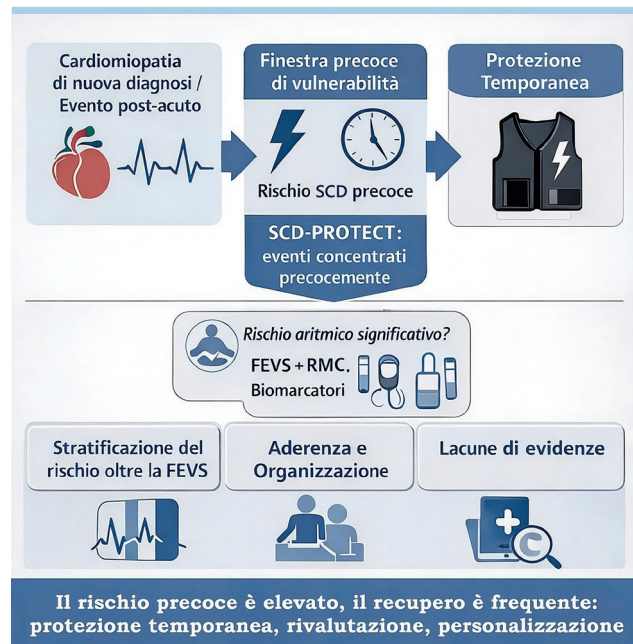 Cardiomiopatia
di nuova diagnosi /
Evento post-acuto
Finestra precoce
di vulnerabilità
Rischio SCD precoce
SCD-PROTECT:
eventi concentrati
precocemente
Protezione
Temporanea
Rischio aritmico significativo?
FEVS + RMC.
Biomarcatori
Stratificazione del
rischio oltre la FEVS
Aderenza e
Organizzazione
Lacune di evidenze
C
Il rischio precoce è elevato, il recupero è frequente:
protezione temporanea, rivalutazione, personalizzazione